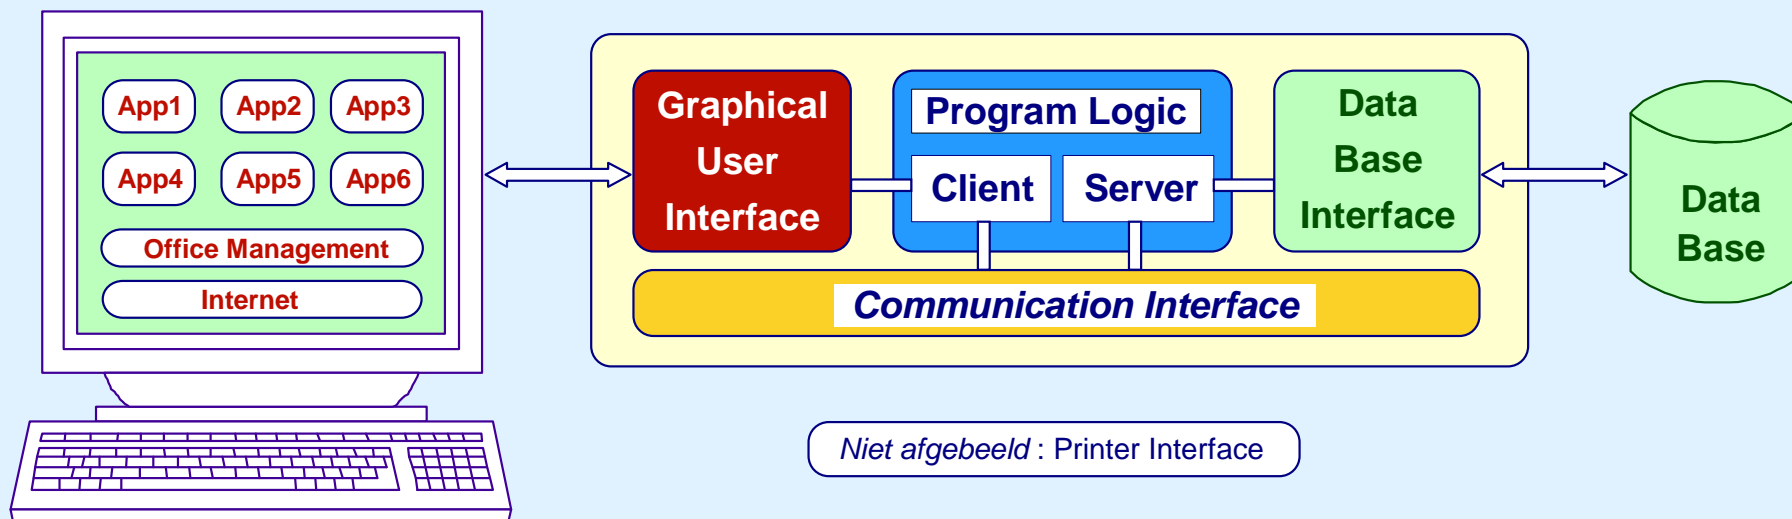 App1 App2 App3
App4 App5 App6
Office Management
Internet
Graphical
User
Interface
Program Logic
Client Server
Data
Base
Interface
Communication Interface
Data
Base
Niet afgebeeld : Printer Interface